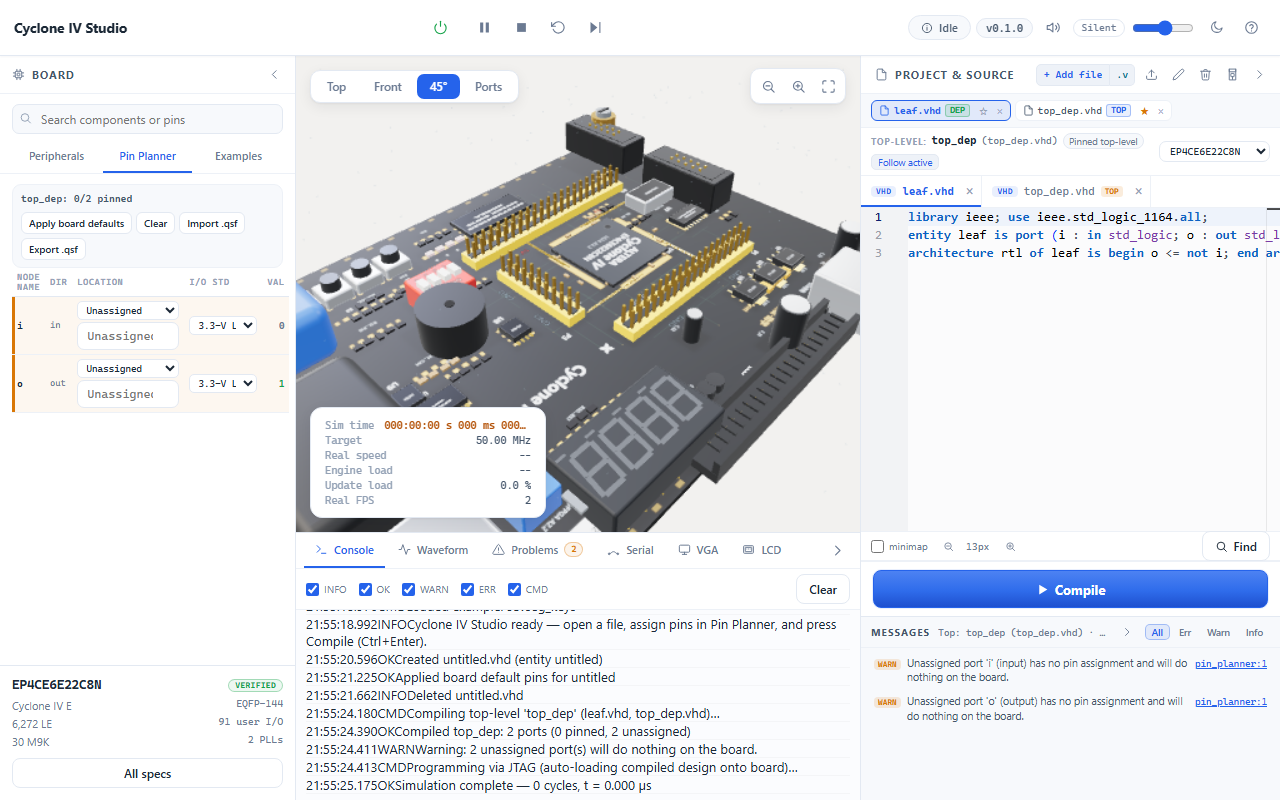 Cyclone IV Studio
Idle
v0.1.0
Silent
BOARD
Search components or pins
Peripherals
Pin Planner
Examples
top_dep: 0/2 pinned
Apply board defaults
Clear
Import .qsf
Export .qsf
NODE NAME DIR LOCATION I/O STD VAL
i in Unassigned 3.3-V L 0
Unassigned
o out Unassigned 3.3-V L 1
Unassigned
EP4CE6E22C8N VERIFIED
Cyclone IV E EQFP-144
6,272 LE 91 user I/O
30 M9K 2 PLLs
All specs
Top Front 45° Ports
ALTERA
Cyclone IV
Cyclone
8888
Sim time 000:00:00 s 000 ms 000…
Target 50.00 MHz
Real speed --
Engine load --
Update load 0.0 %
Real FPS 2
Console Waveform Problems 2 Serial VGA LCD
INFO OK WARN ERR CMD Clear
21:55:18.992INFOCyclone IV Studio ready — open a file, assign pins in Pin Planner, and press
Compile (Ctrl+Enter).
21:55:20.596OKCreated untitled.vhd (entity untitled)
21:55:21.225OKApplied board default pins for untitled
21:55:21.662INFODeleted untitled.vhd
21:55:24.180CMDCompiling top-level 'top_dep' (leaf.vhd, top_dep.vhd)…
21:55:24.390OKCompiled top_dep: 2 ports (0 pinned, 2 unassigned)
21:55:24.411WARNWarning: 2 unassigned port(s) will do nothing on the board.
21:55:24.413CMDProgramming via JTAG (auto-loading compiled design onto board)…
21:55:25.175OKSimulation complete — 0 cycles, t = 0.000 µs
PROJECT & SOURCE
+ Add file .v
leaf.vhd DEP ☆ ×
top_dep.vhd TOP ★ ×
TOP-LEVEL: top_dep (top_dep.vhd) Pinned top-level
Follow active
EP4CE6E22C8N
VHD leaf.vhd ×
VHD top_dep.vhd TOP ×
1 library ieee; use ieee.std_logic_1164.all;
2 entity leaf is port (i : in std_logic; o : out std_l
3 architecture rtl of leaf is begin o <= not i; end ar
minimap 13px Find
Compile
MESSAGES Top: top_dep (top_dep.vhd) · … All Err Warn Info
WARN Unassigned port 'i' (input) has no pin assignment and will do pin_planner:1
nothing on the board.
WARN Unassigned port 'o' (output) has no pin assignment and will pin_planner:1
do nothing on the board.